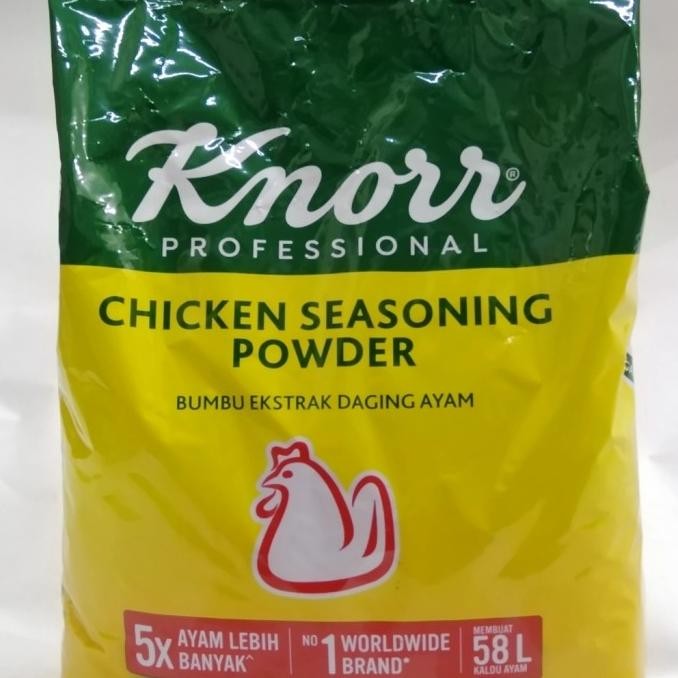 Knorr®
PROFESSIONAL
CHICKEN SEASONING
POWDER
BUMBU EKSTRAK DAGING AYAM
5x AYAM LEBIH BANYAK^
NO 1 WORLDWIDE BRAND*
MEMBUAT 58 L KALDU AYAM